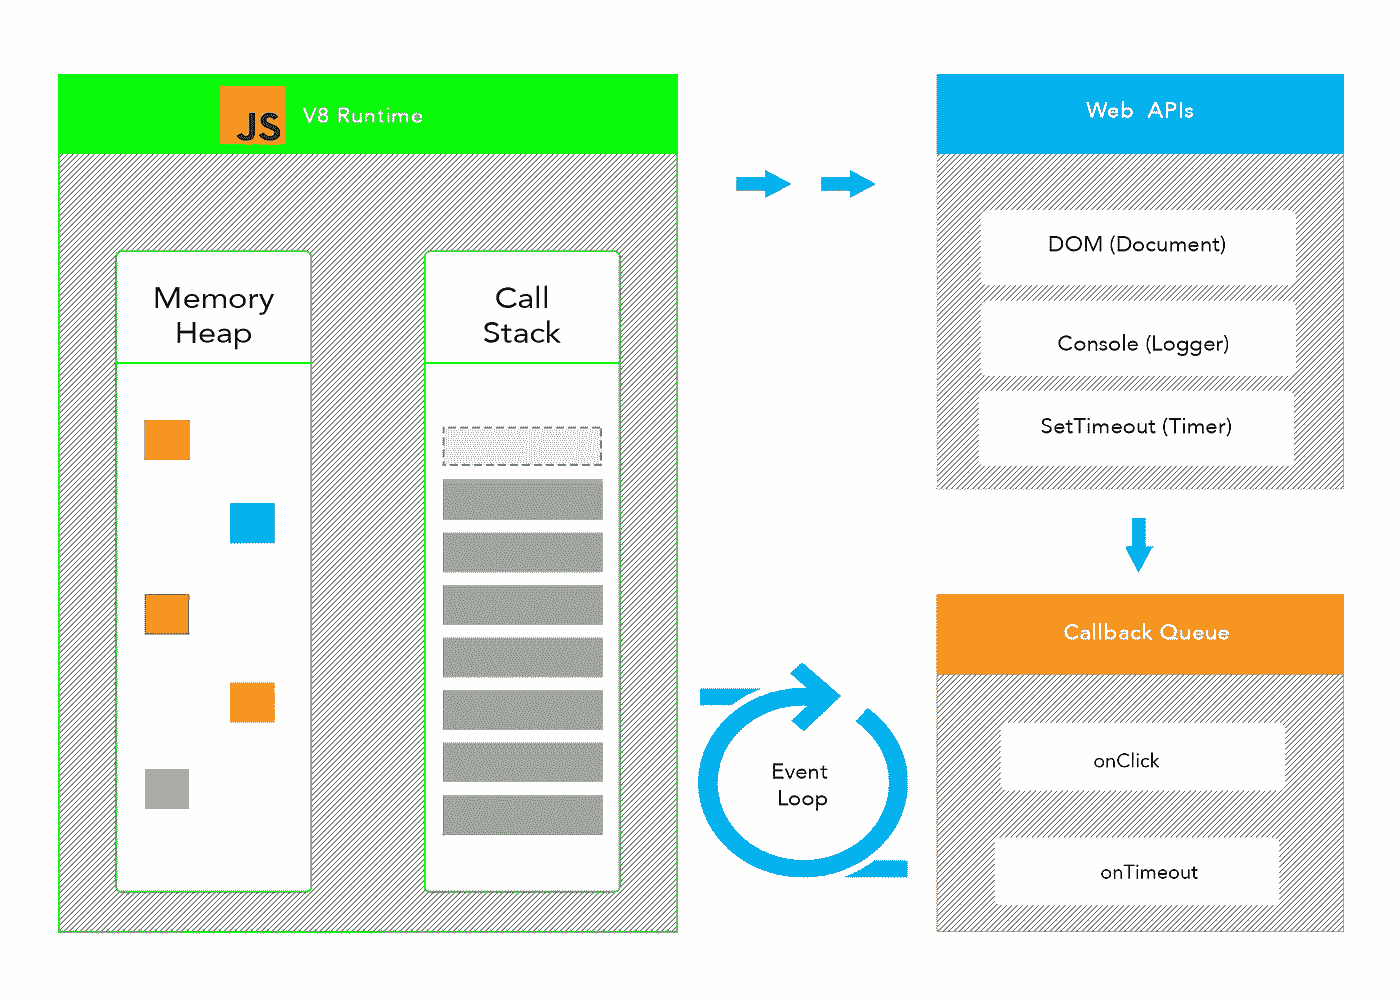 JS
V8 Runtime
Memory
Heap
Call
Stack
Web APIs
DOM (Document)
Console (Logger)
SetTimeout (Timer)
Event
Loop
Callback Queue
onClick
onTimeout